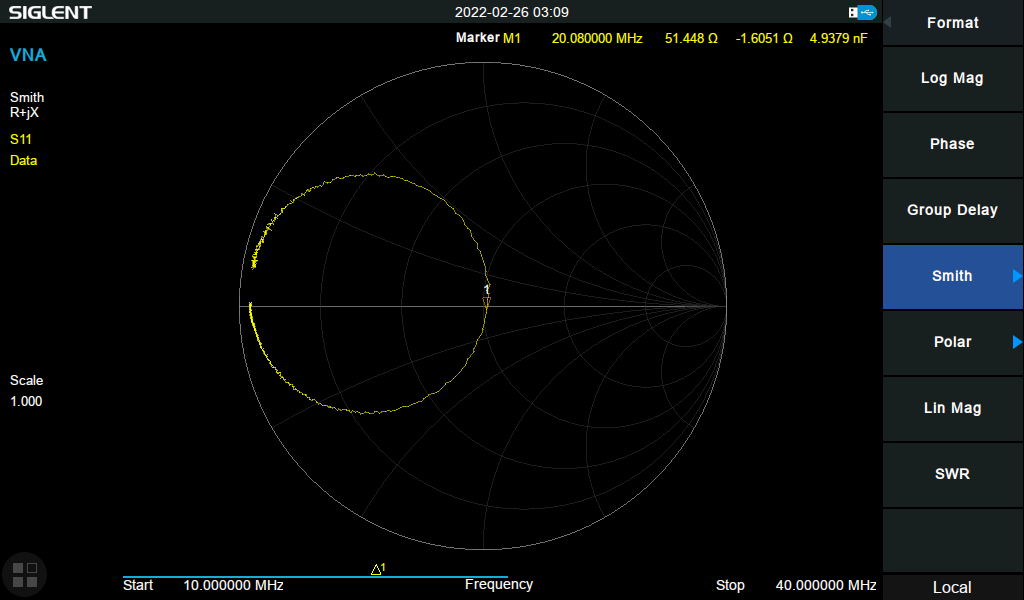 SIGLENT 2022-02-26 03:09
Marker M1 20.080000 MHz 51.448 Ω -1.6051 Ω 4.9379 nF
VNA
Smith
R+jX
S11
Data
1
Scale
1.000
1
Start 10.000000 MHz Frequency Stop 40.000000 MHz
Format
Log Mag
Phase
Group Delay
Smith
Polar
Lin Mag
SWR
Local